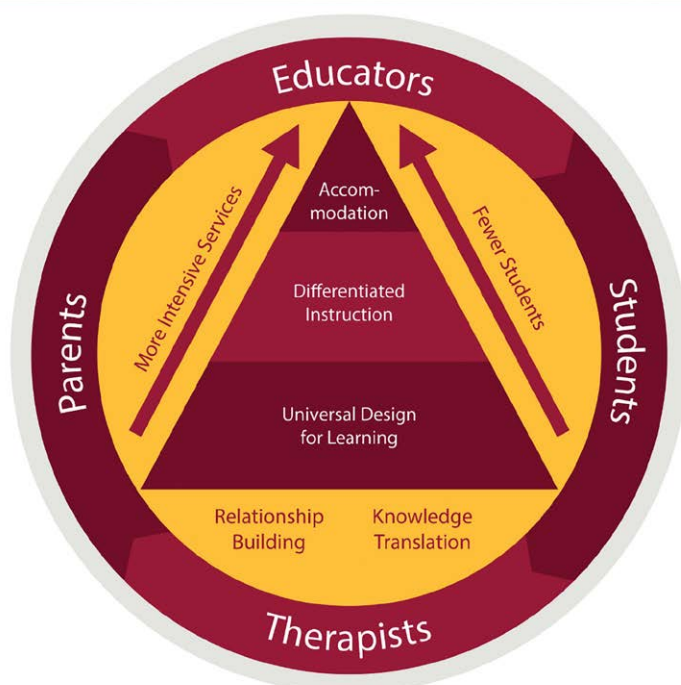 Educators
More Intensive Services
Fewer Students
Accom-
modation
Differentiated
Instruction
Parents
Students
Universal Design
for Learning
Relationship
Building
Knowledge
Translation
Therapists